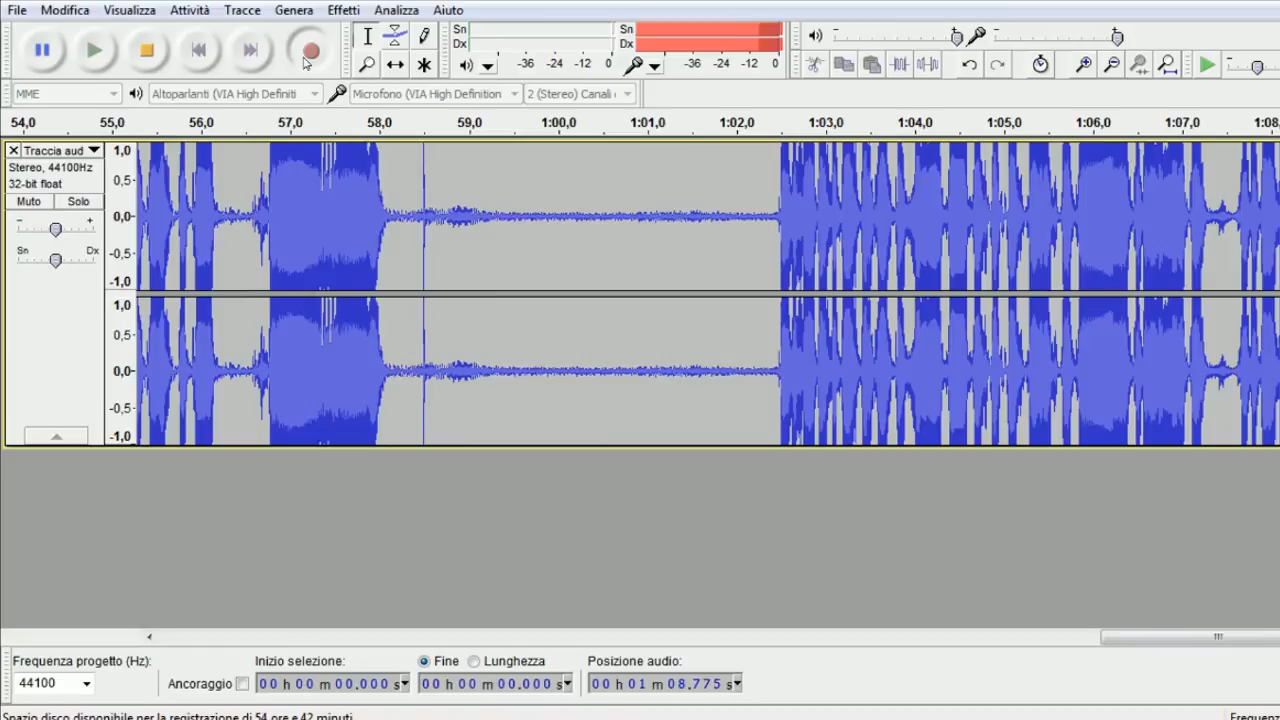 File Modifica Visualizza Attività Tracce Genera Effetti Analizza Aiuto
Sn
Dx
-36 -24 -12 0
Sn
Dx
-36 -24 -12 0
MME Altoparlanti (VIA High Definiti Microfono (VIA High Definition 2 (Stereo) Canali
54,0 55,0 56,0 57,0 58,0 59,0 1:00,0 1:01,0 1:02,0 1:03,0 1:04,0 1:05,0 1:06,0 1:07,0 1:08,
Traccia aud
Stereo, 44100Hz
32-bit float
Muto Solo
- +
Sn Dx
1,0
0,5
0,0
-0,5
-1,0
1,0
0,5
0,0
-0,5
-1,0
Frequenza progetto (Hz): Inizio selezione: Fine Lunghezza Posizione audio:
44100 Ancoraggio 00 h 00 m 00.000 s 00 h 00 m 00.000 s 00 h 01 m 08.775 s
Spazio disco disponibile per la registrazione di 54 ore e 42 minuti Frequenz